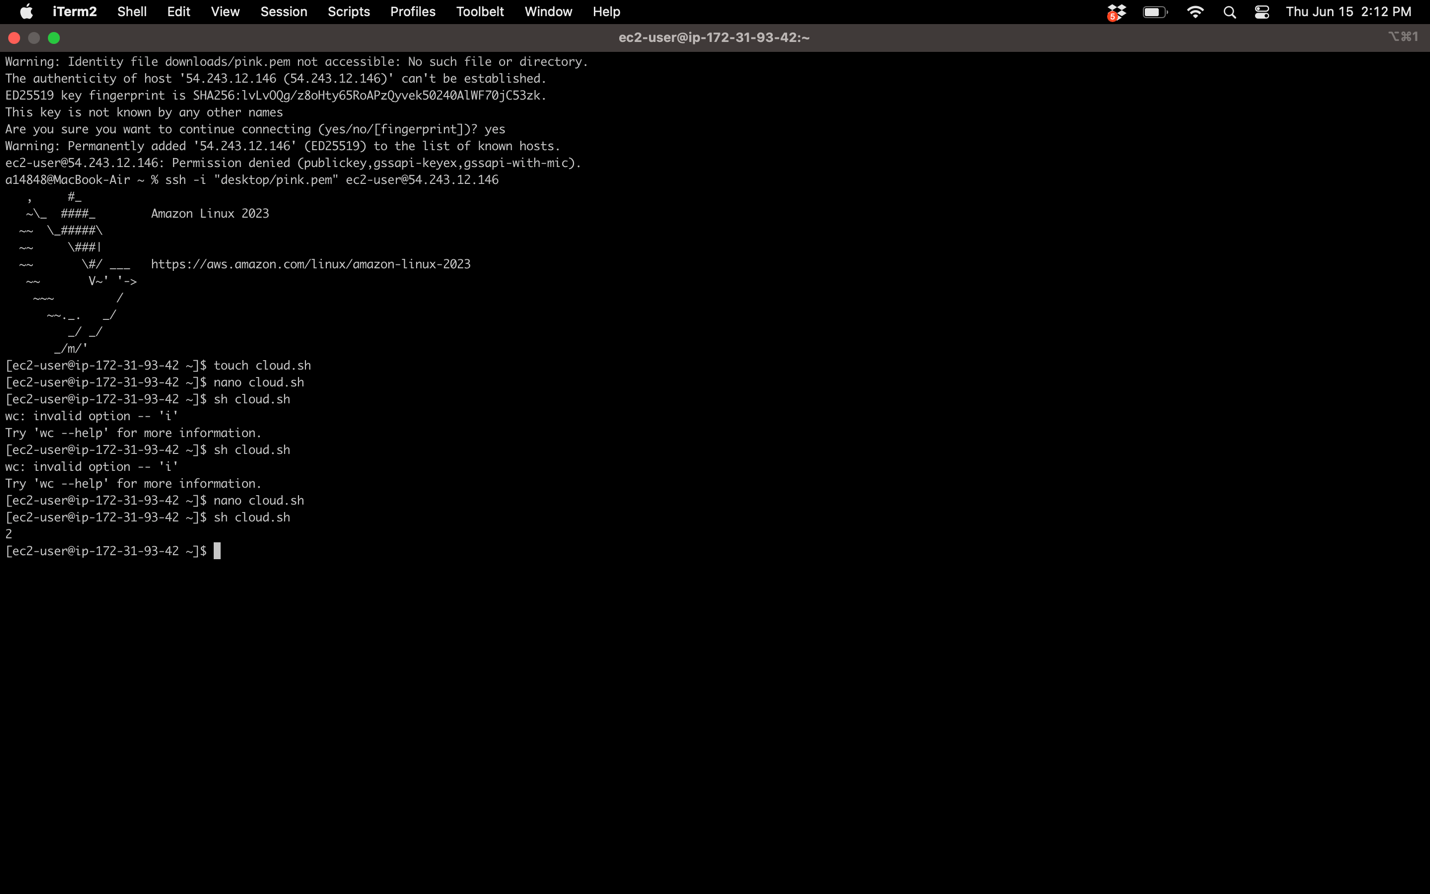 iTerm2 Shell Edit View Session Scripts Profiles Toolbelt Window Help 5 Thu Jun 15 2:12 PM
ec2-user@ip-172-31-93-42:~ ⌥⌘1
Warning: Identity file downloads/pink.pem not accessible: No such file or directory.
The authenticity of host '54.243.12.146 (54.243.12.146)' can't be established.
ED25519 key fingerprint is SHA256:lvLvOQg/z8oHty65RoAPzQyvek50240AlWF70jC53zk.
This key is not known by any other names
Are you sure you want to continue connecting (yes/no/[fingerprint])? yes
Warning: Permanently added '54.243.12.146' (ED25519) to the list of known hosts.
ec2-user@54.243.12.146: Permission denied (publickey,gssapi-keyex,gssapi-with-mic).
a14848@MacBook-Air ~ % ssh -i "desktop/pink.pem" ec2-user@54.243.12.146
   ,     #_
   ~\_  ####_        Amazon Linux 2023
  ~~  \_#####\
  ~~     \###|
  ~~       \#/ ___   https://aws.amazon.com/linux/amazon-linux-2023
   ~~       V~' '->
    ~~~         /
      ~~._.   _/
         _/ _/
       _/m/'
[ec2-user@ip-172-31-93-42 ~]$ touch cloud.sh
[ec2-user@ip-172-31-93-42 ~]$ nano cloud.sh
[ec2-user@ip-172-31-93-42 ~]$ sh cloud.sh
wc: invalid option -- 'i'
Try 'wc --help' for more information.
[ec2-user@ip-172-31-93-42 ~]$ sh cloud.sh
wc: invalid option -- 'i'
Try 'wc --help' for more information.
[ec2-user@ip-172-31-93-42 ~]$ nano cloud.sh
[ec2-user@ip-172-31-93-42 ~]$ sh cloud.sh
2
[ec2-user@ip-172-31-93-42 ~]$